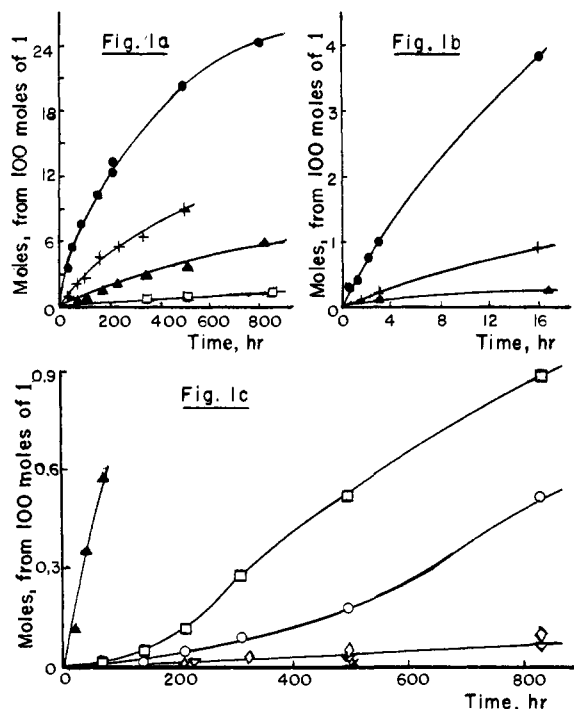 Fig. 1a
Moles, from 100 moles of 1
24
18
12
6
0
0 200 400 600 800
Time, hr
Fig. 1b
Moles, from 100 moles of 1
4
3
2
1
0
0 4 8 12 16
Time, hr
Fig. 1c
Moles, from 100 moles of 1
0.9
0.6
0.3
0
0 200 400 600 800
Time, hr